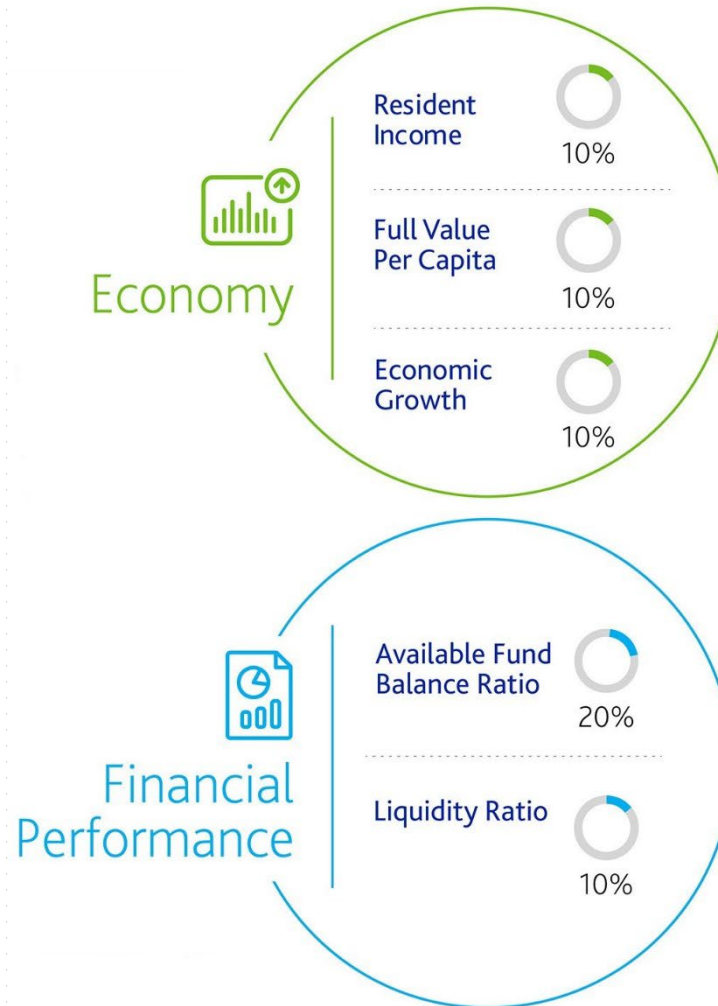 Resident
Income
10%
Full Value
Per Capita
10%
Economy
Economic
Growth
10%
Available Fund
Balance Ratio
20%
Financial
Performance
Liquidity Ratio
10%